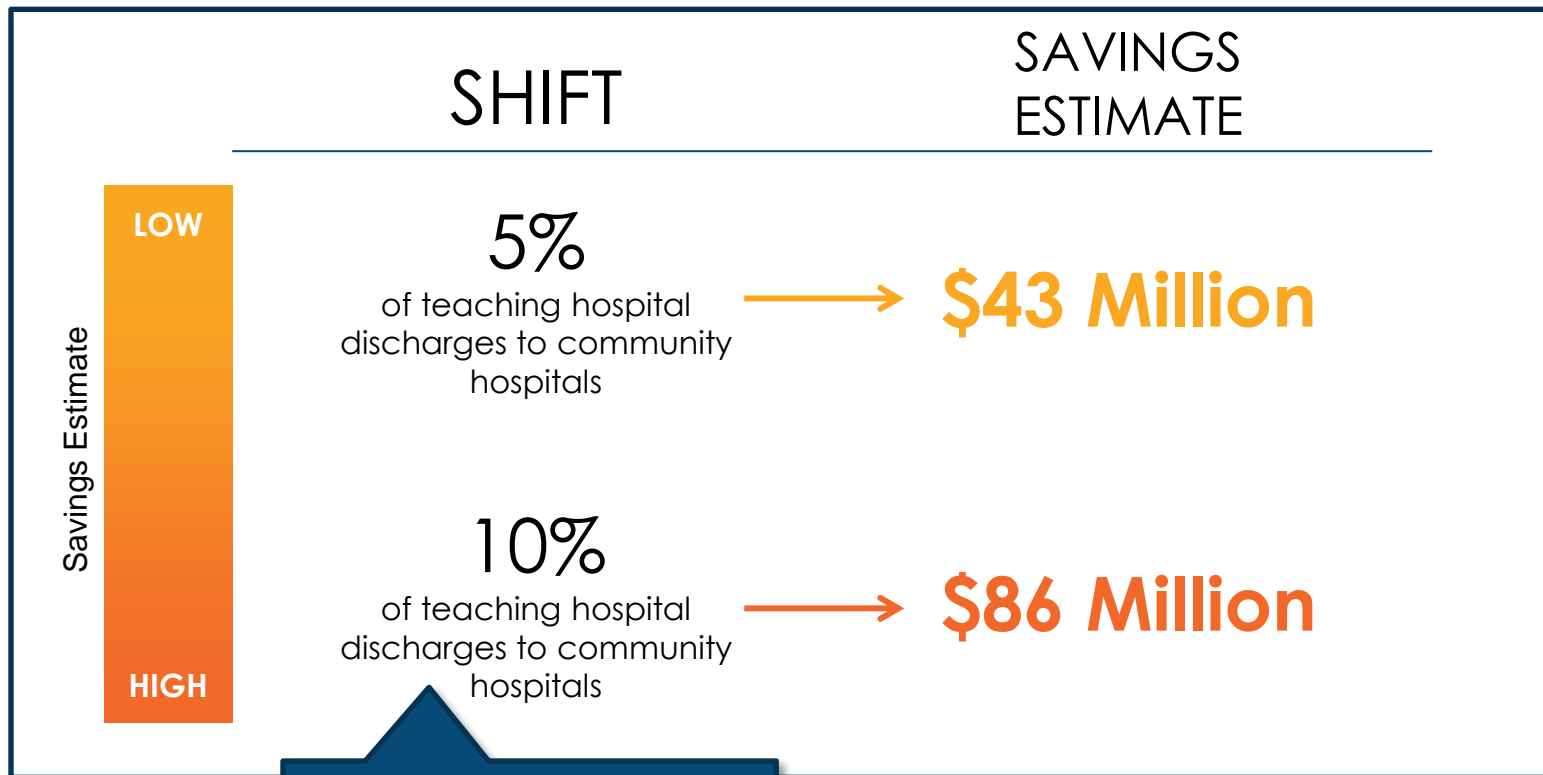 SHIFT
SAVINGS
ESTIMATE
Savings Estimate
LOW
5%
of teaching hospital
discharges to community
hospitals
$43 Million
10%
of teaching hospital
discharges to community
hospitals
$86 Million
HIGH